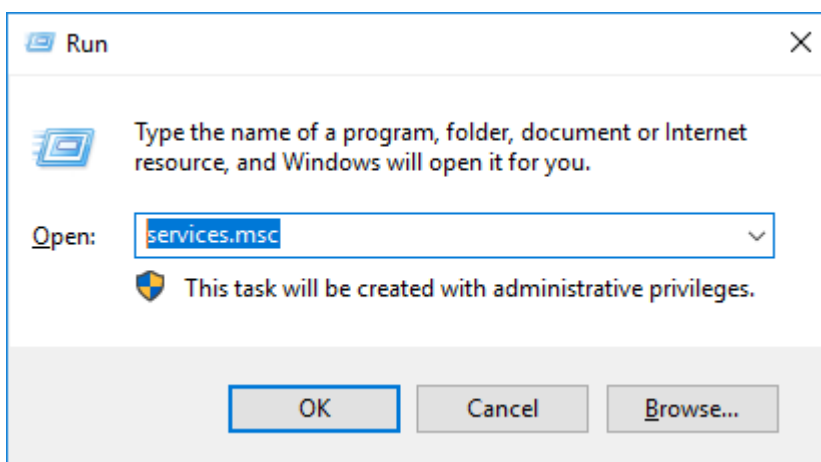 Run
Type the name of a program, folder, document or Internet
resource, and Windows will open it for you.
Open: services.msc
This task will be created with administrative privileges.
OK Cancel Browse...